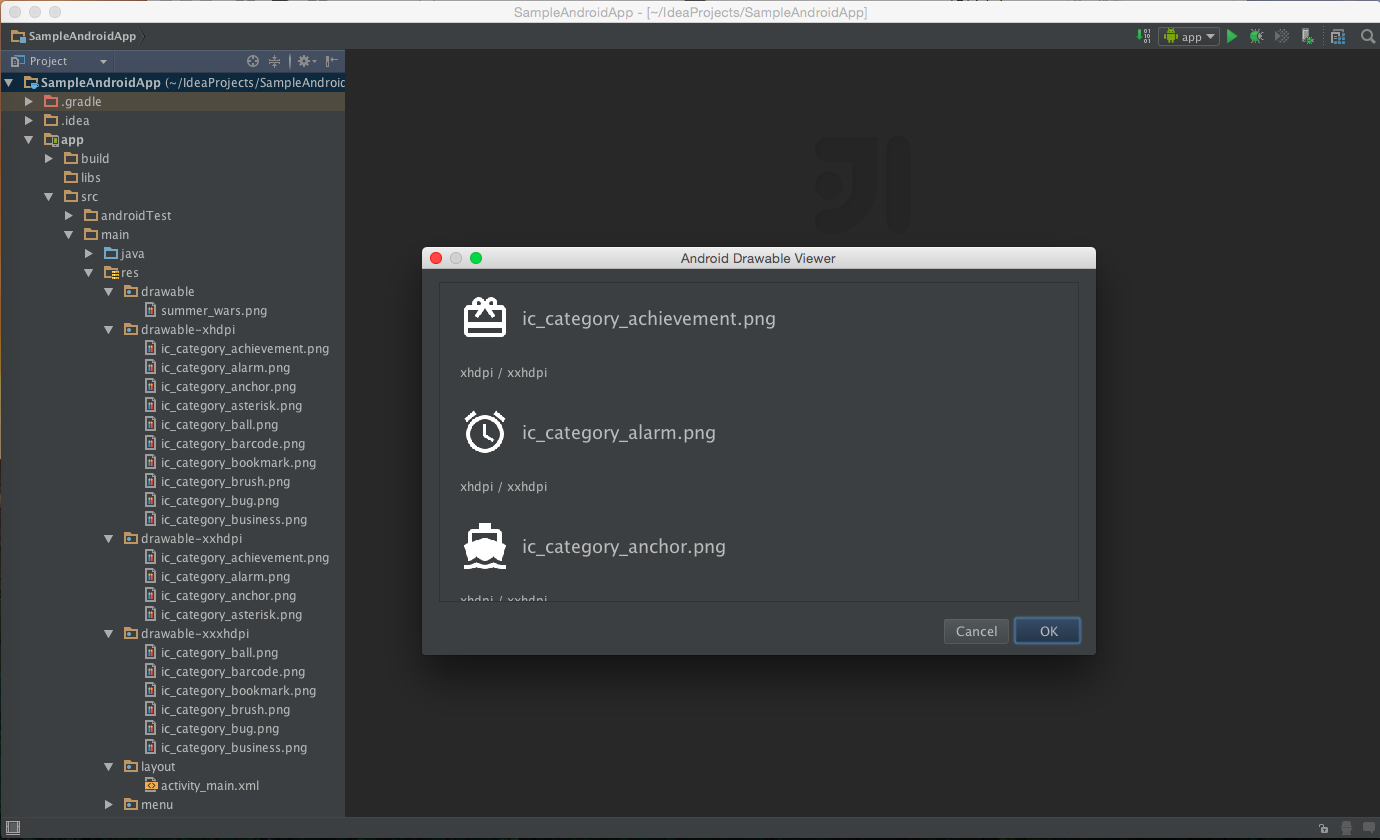 SampleAndroidApp - [~/IdeaProjects/SampleAndroidApp]
SampleAndroidApp
app
Project
SampleAndroidApp (~/IdeaProjects/SampleAndroid
.gradle
.idea
app
build
libs
src
androidTest
main
java
res
drawable
summer_wars.png
drawable-xhdpi
ic_category_achievement.png
ic_category_alarm.png
ic_category_anchor.png
ic_category_asterisk.png
ic_category_ball.png
ic_category_barcode.png
ic_category_bookmark.png
ic_category_brush.png
ic_category_bug.png
ic_category_business.png
drawable-xxhdpi
ic_category_achievement.png
ic_category_alarm.png
ic_category_anchor.png
ic_category_asterisk.png
drawable-xxxhdpi
ic_category_ball.png
ic_category_barcode.png
ic_category_bookmark.png
ic_category_brush.png
ic_category_bug.png
ic_category_business.png
layout
activity_main.xml
menu
Android Drawable Viewer
ic_category_achievement.png
xhdpi / xxhdpi
ic_category_alarm.png
xhdpi / xxhdpi
ic_category_anchor.png
xhdpi / xxhdpi
Cancel
OK